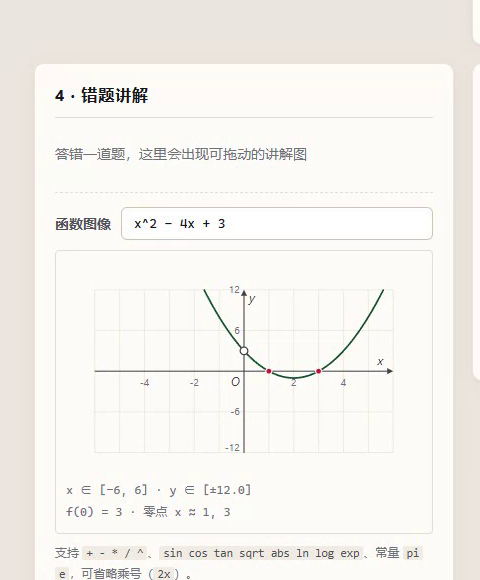 4 · 错题讲解
答错一道题，这里会出现可拖动的讲解图
函数图像 x^2 − 4x + 3
12
y
6
x
-4 -2 O 2 4
-6
-12
x ∈ [−6, 6] · y ∈ [±12.0]
f(0) = 3 · 零点 x ≈ 1, 3
支持 + - * / ^、sin cos tan sqrt abs ln log exp、常量 pi
e，可省略乘号（2x）。